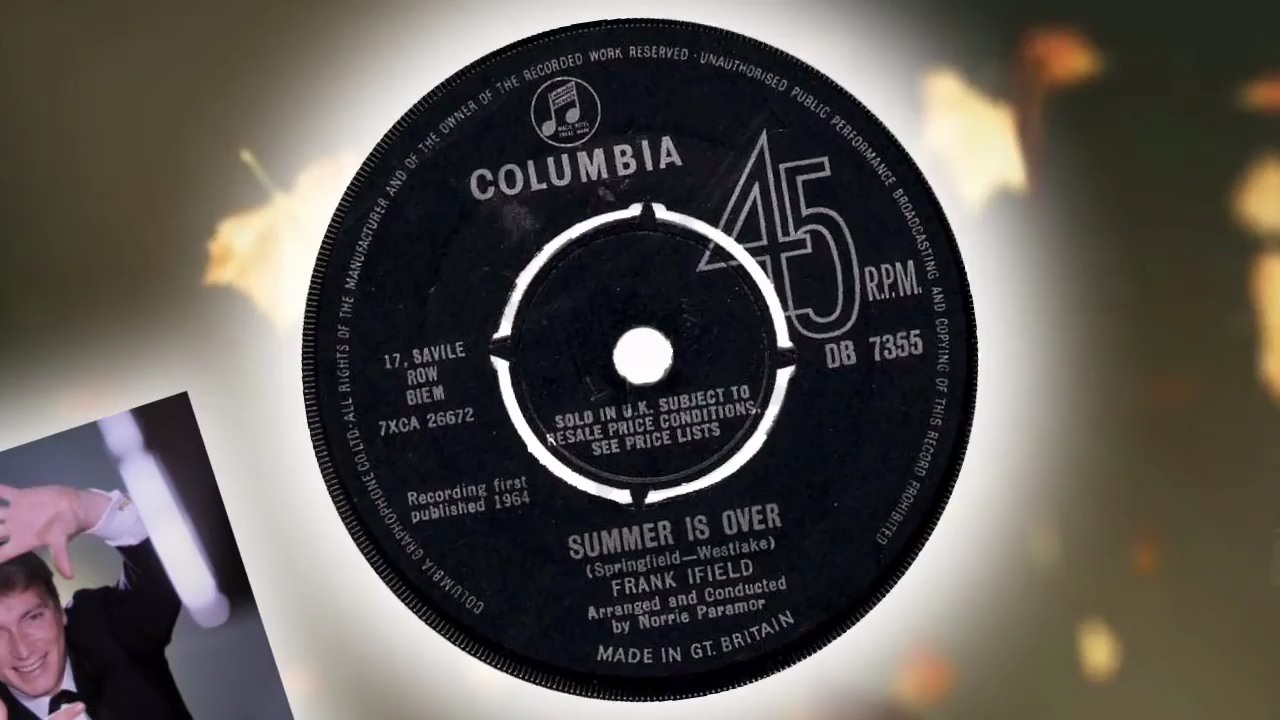 COLUMBIA GRAPHOPHONE CO. LTD. ALL RIGHTS OF THE MANUFACTURER AND OF THE OWNER OF THE RECORDED WORK RESERVED · UNAUTHORISED PUBLIC PERFORMANCE BROADCASTING AND COPYING OF THIS RECORD PROHIBITED
COLUMBIA
45
R.P.M.
DB 7355
17, SAVILE
ROW
BIEM
7XCA 26672
SOLD IN U.K. SUBJECT TO
RESALE PRICE CONDITIONS,
SEE PRICE LISTS
Recording first
published 1964
SUMMER IS OVER
(Springfield—Westlake)
FRANK IFIELD
Arranged and Conducted
by Norrie Paramor
MADE IN GT. BRITAIN